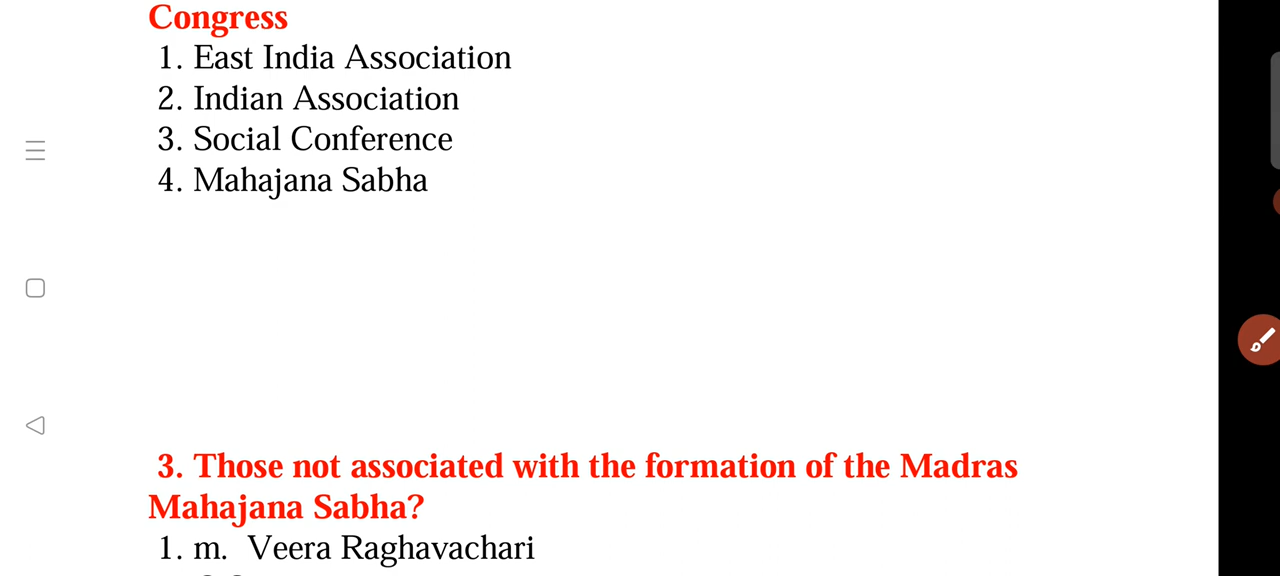 Congress
1. East India Association
2. Indian Association
3. Social Conference
4. Mahajana Sabha
3. Those not associated with the formation of the Madras
Mahajana Sabha?
1. m. Veera Raghavachari